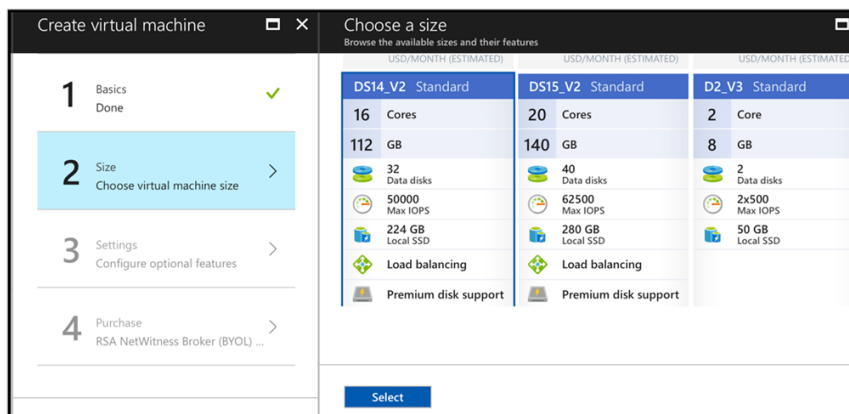 Create virtual machine
1
Basics
Done
2
Size
Choose virtual machine size
3
Settings
Configure optional features
4
Purchase
RSA NetWitness Broker (BYOL) ...
Choose a size
Browse the available sizes and their features
USD/MONTH (ESTIMATED)
DS14_V2 Standard
16 Cores
112 GB
32
Data disks
50000
Max IOPS
224 GB
Local SSD
Load balancing
Premium disk support
USD/MONTH (ESTIMATED)
DS15_V2 Standard
20 Cores
140 GB
40
Data disks
62500
Max IOPS
280 GB
Local SSD
Load balancing
Premium disk support
USD/MONTH (ESTIMATED
D2_V3 Standard
2 Core
8 GB
2
Data disks
2x500
Max IOPS
50 GB
Local SSD
Select